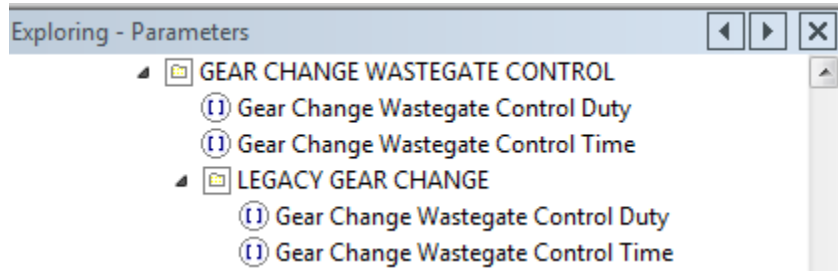 Exploring - Parameters
GEAR CHANGE WASTEGATE CONTROL
Gear Change Wastegate Control Duty
Gear Change Wastegate Control Time
LEGACY GEAR CHANGE
Gear Change Wastegate Control Duty
Gear Change Wastegate Control Time